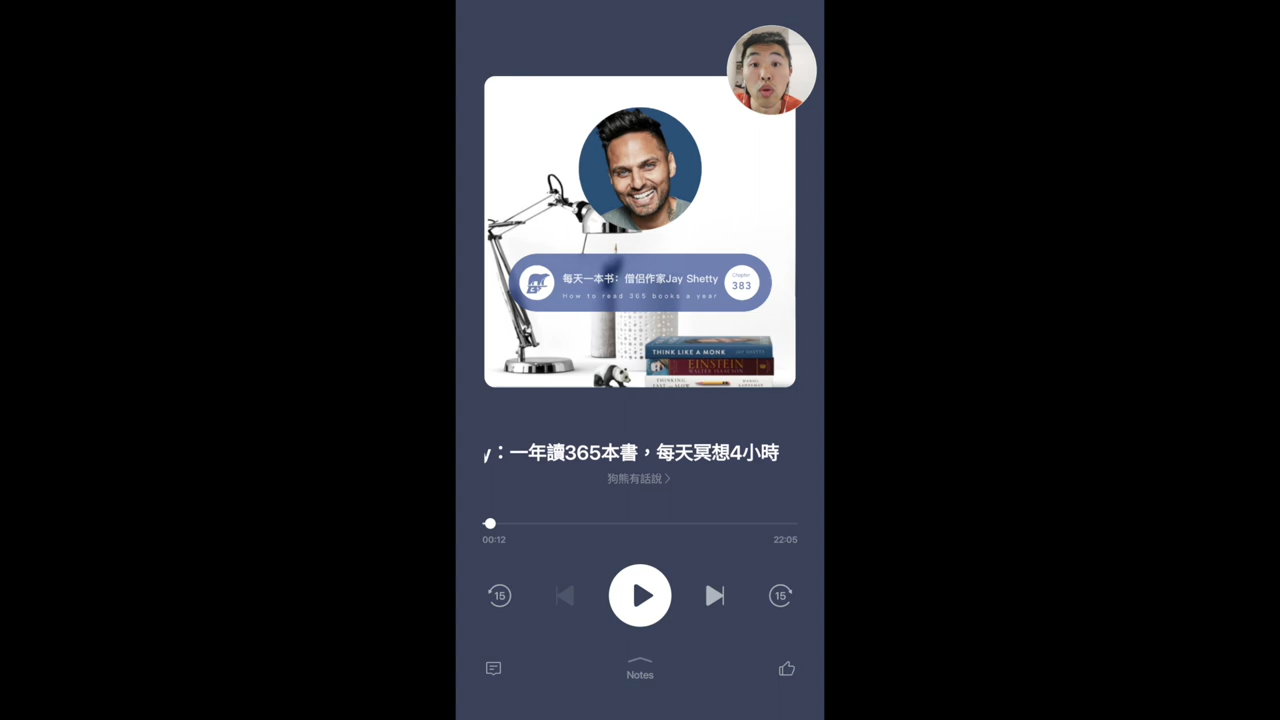 每天一本书：僧侣作家Jay Shetty
How to read 365 books a year
Chapter
383
THINK LIKE A MONK JAY SHETTY
EINSTEIN
WALTER ISAACSON
THINKING,
FAST AND SLOW
DANIEL
KAHNEMAN
y：一年讀365本書，每天冥想4小時
狗熊有話說
00:12
22:05
15
15
Notes